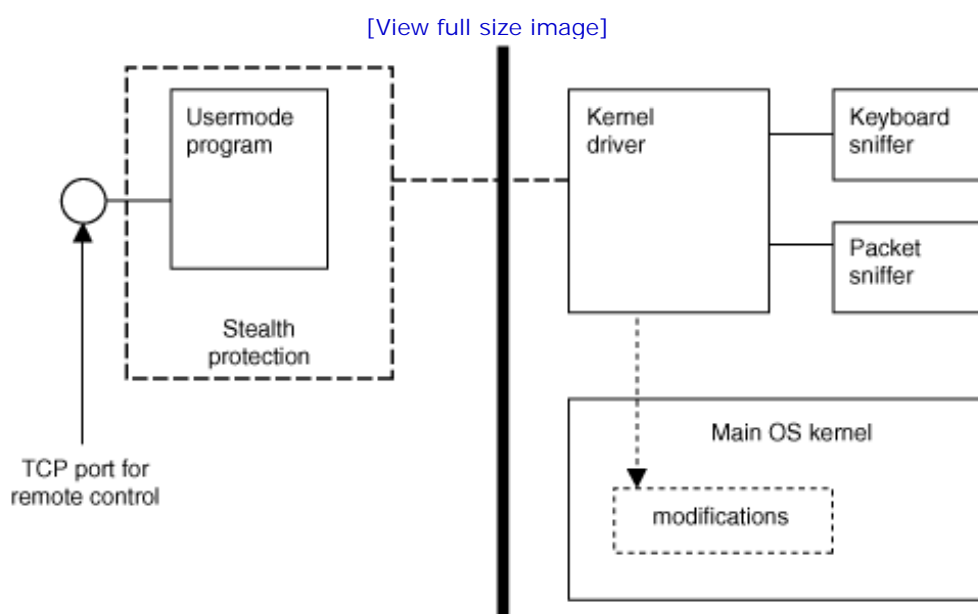 [View full size image]
Usermode
program
Stealth
protection
TCP port for
remote control
Kernel
driver
Keyboard
sniffer
Packet
sniffer
Main OS kernel
modifications